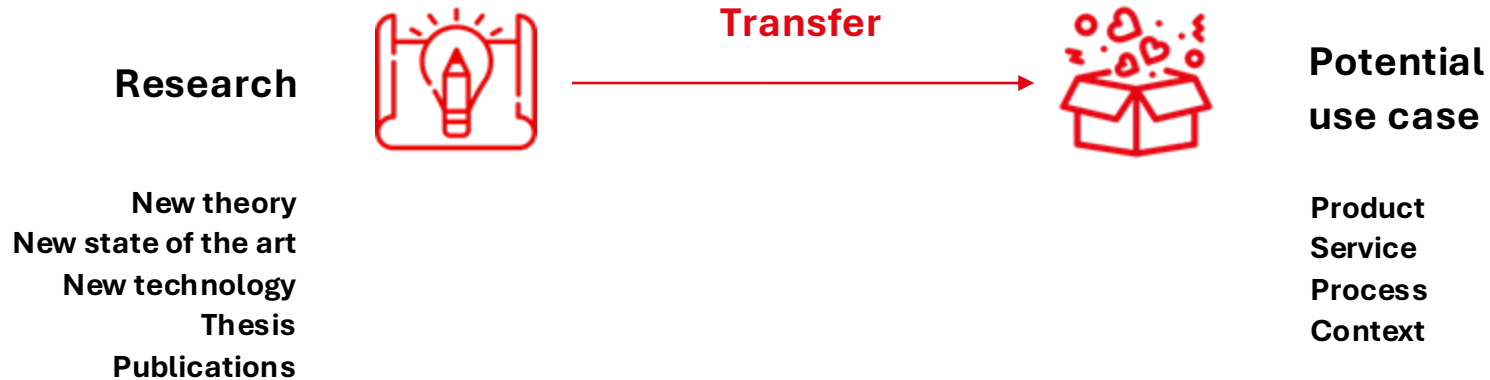 Transfer
Research
Potential
use case
New theory
New state of the art
New technology
Thesis
Publications
Product
Service
Process
Context